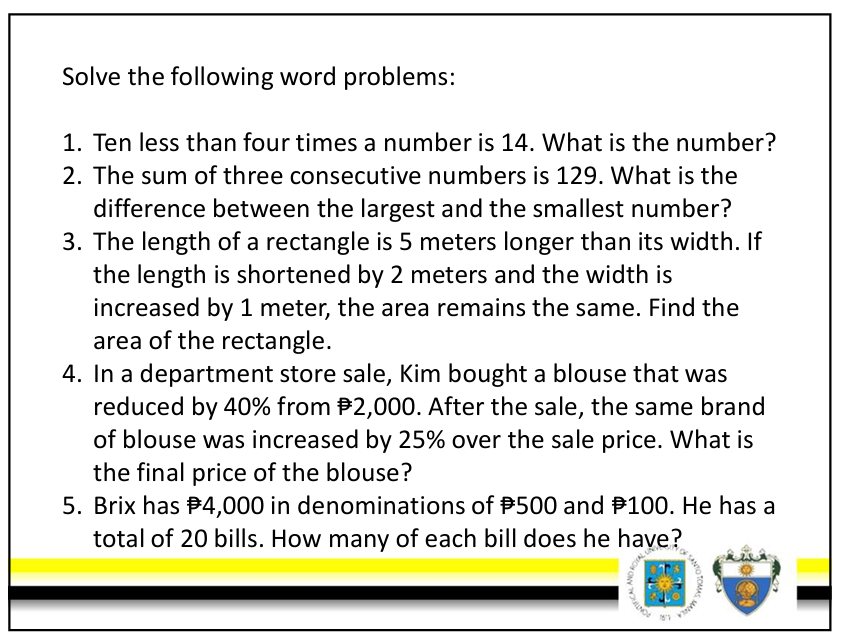 Solve the following word problems:
1. Ten less than four times a number is 14. What is the number?
2. The sum of three consecutive numbers is 129. What is the
difference between the largest and the smallest number?
3. The length of a rectangle is 5 meters longer than its width. If
the length is shortened by 2 meters and the width is
increased by 1 meter, the area remains the same. Find the
area of the rectangle.
4. In a department store sale, Kim bought a blouse that was
reduced by 40% from ₱2,000. After the sale, the same brand
of blouse was increased by 25% over the sale price. What is
the final price of the blouse?
5. Brix has ₱4,000 in denominations of ₱500 and ₱100. He has a
total of 20 bills. How many of each bill does he have?
PONTIFICAL AND ROYAL UNIVERSITY OF SANTO TOMAS, MANILA
1611